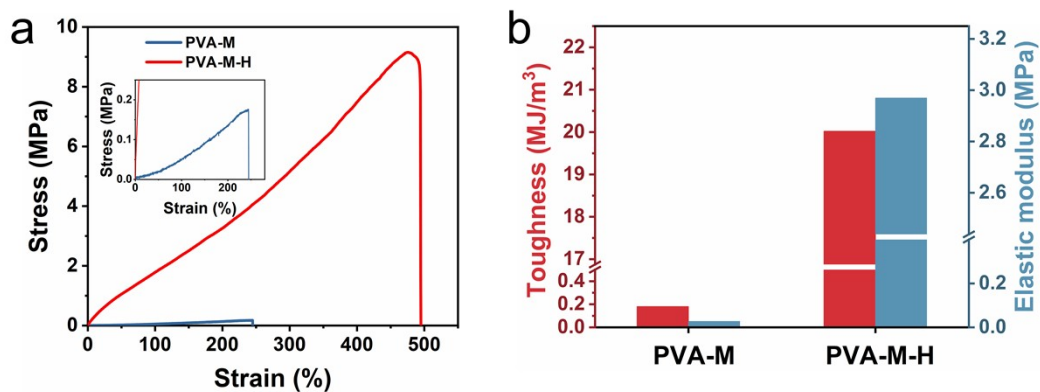 a
PVA-M
PVA-M-H
Stress (MPa)
10
8
6
4
2
0
0 100 200 300 400 500
Strain (%)
Stress (MPa)
0.2
0.1
0.0
0 100 200
Strain (%)
b
Toughness (MJ/m³)
22
21
20
19
18
17
0.4
0.2
0.0
PVA-M PVA-M-H
Elastic modulus (MPa)
3.2
3.0
2.8
2.6
0.2
0.0